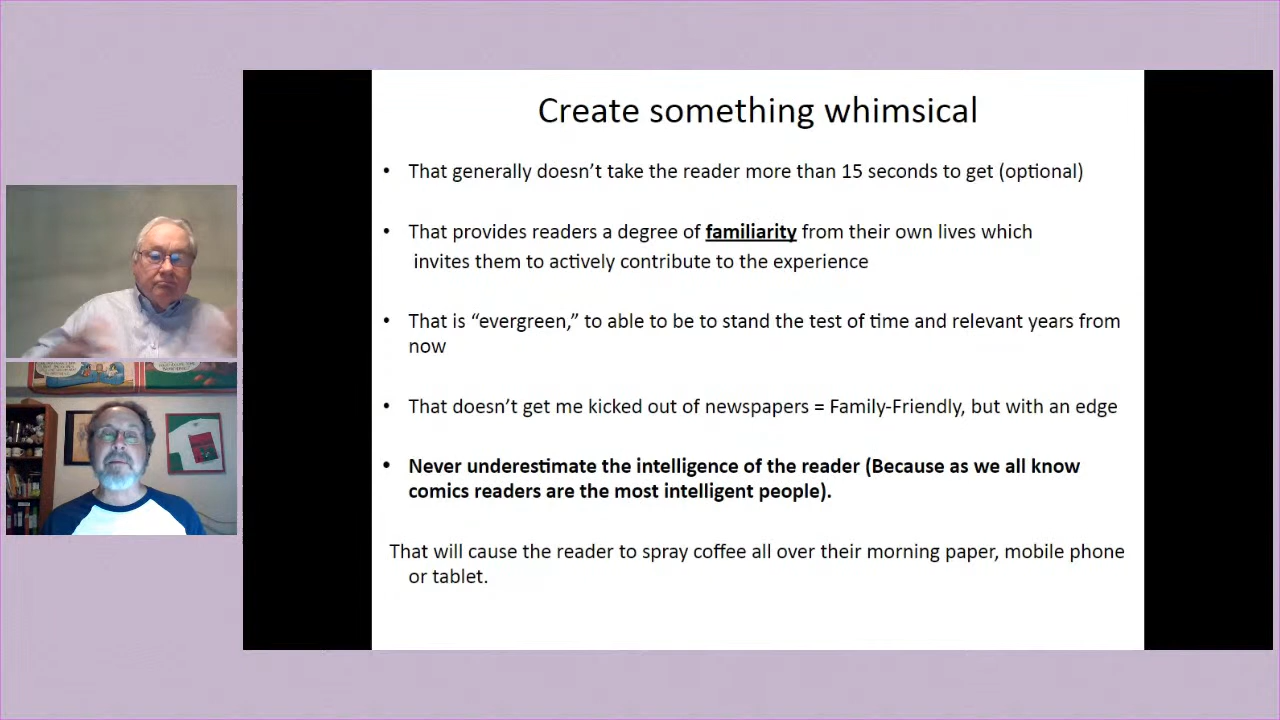 Create something whimsical
• That generally doesn’t take the reader more than 15 seconds to get (optional)
• That provides readers a degree of familiarity from their own lives which
invites them to actively contribute to the experience
• That is “evergreen,” to able to be to stand the test of time and relevant years from
now
• That doesn’t get me kicked out of newspapers = Family-Friendly, but with an edge
• Never underestimate the intelligence of the reader (Because as we all know
comics readers are the most intelligent people).
That will cause the reader to spray coffee all over their morning paper, mobile phone
or tablet.